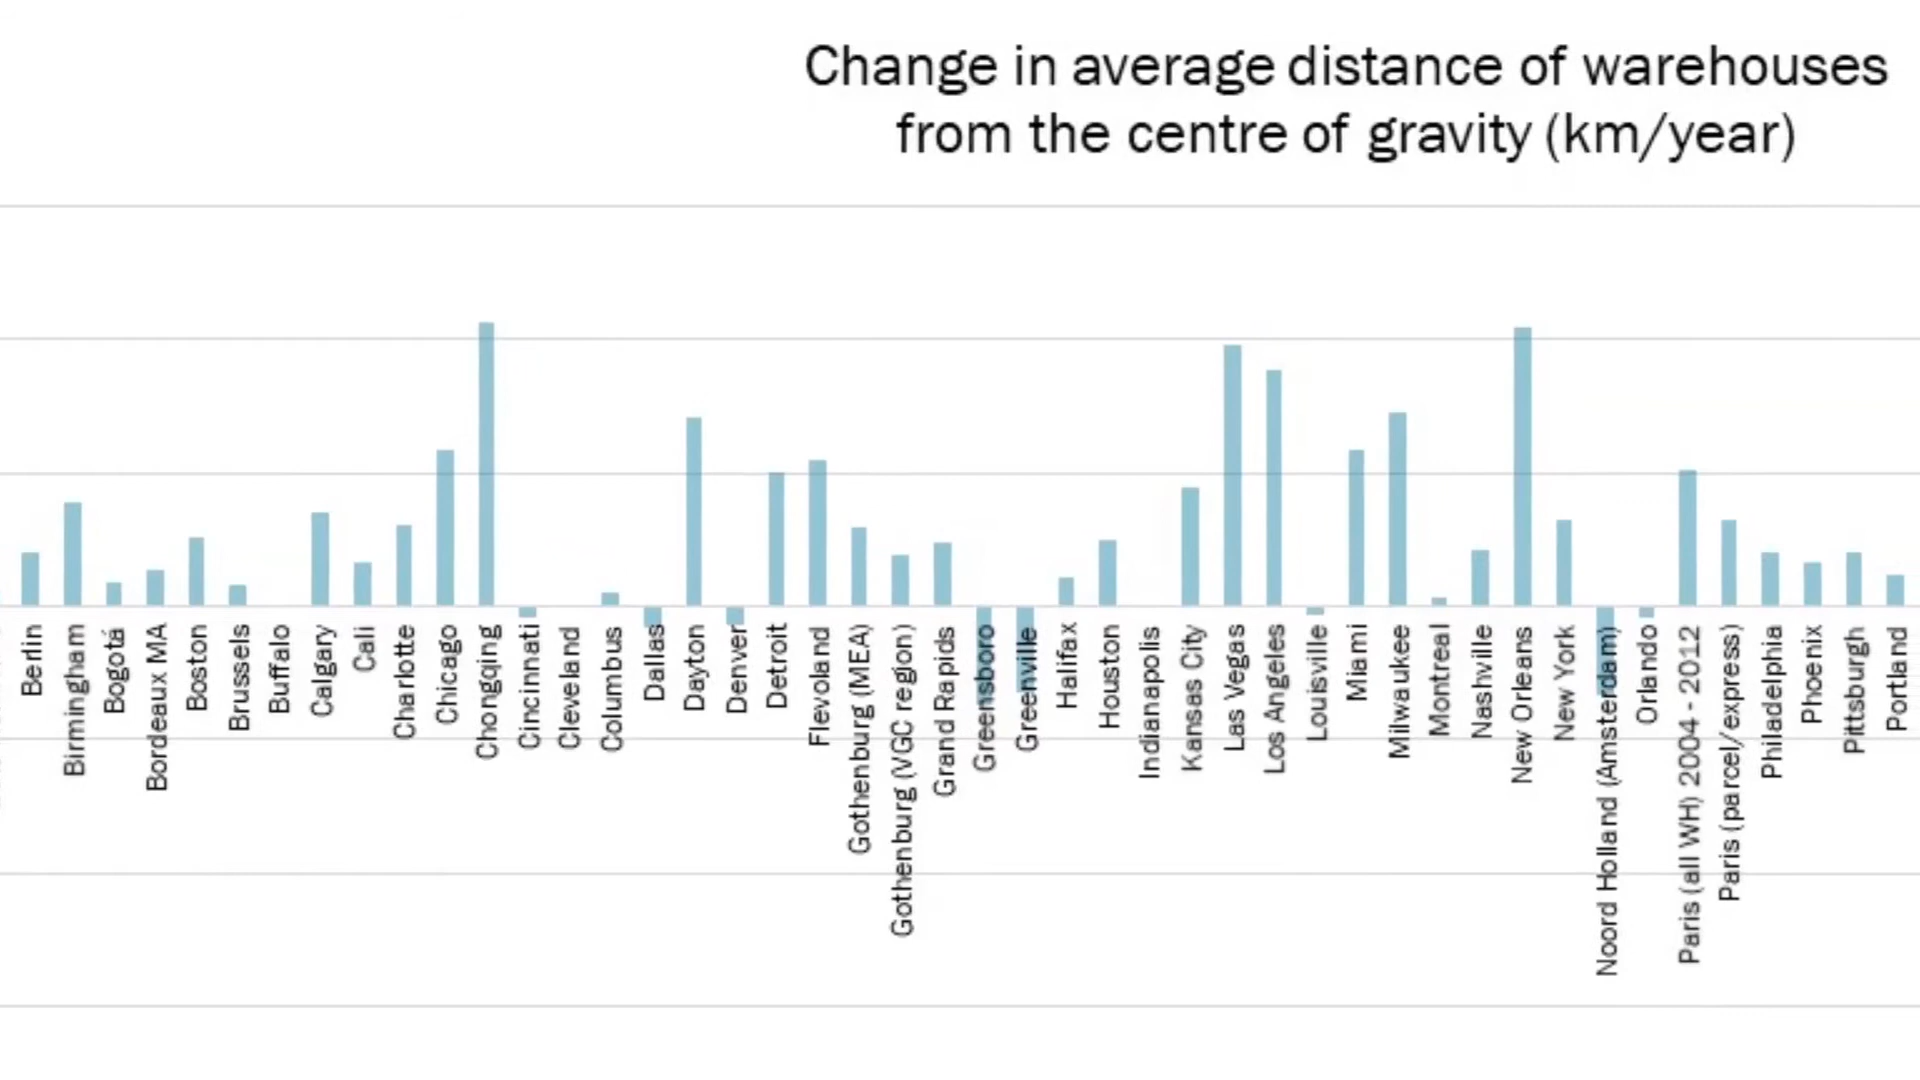 Change in average distance of warehouses
from the centre of gravity (km/year)
Berlin
Birmingham
Bogotá
Bordeaux MA
Boston
Brussels
Buffalo
Calgary
Cali
Charlotte
Chicago
Chongqing
Cincinnati
Cleveland
Columbus
Dallas
Dayton
Denver
Detroit
Flevoland
Gothenburg (MEA)
Gothenburg (VGC region)
Grand Rapids
Greensboro
Greenville
Halifax
Houston
Indianapolis
Kansas City
Las Vegas
Los Angeles
Louisville
Miami
Milwaukee
Montreal
Nashville
New Orleans
New York
Noord Holland (Amsterdam)
Orlando
Paris (all WH) 2004 - 2012
Paris (parcel/express)
Philadelphia
Phoenix
Pittsburgh
Portland